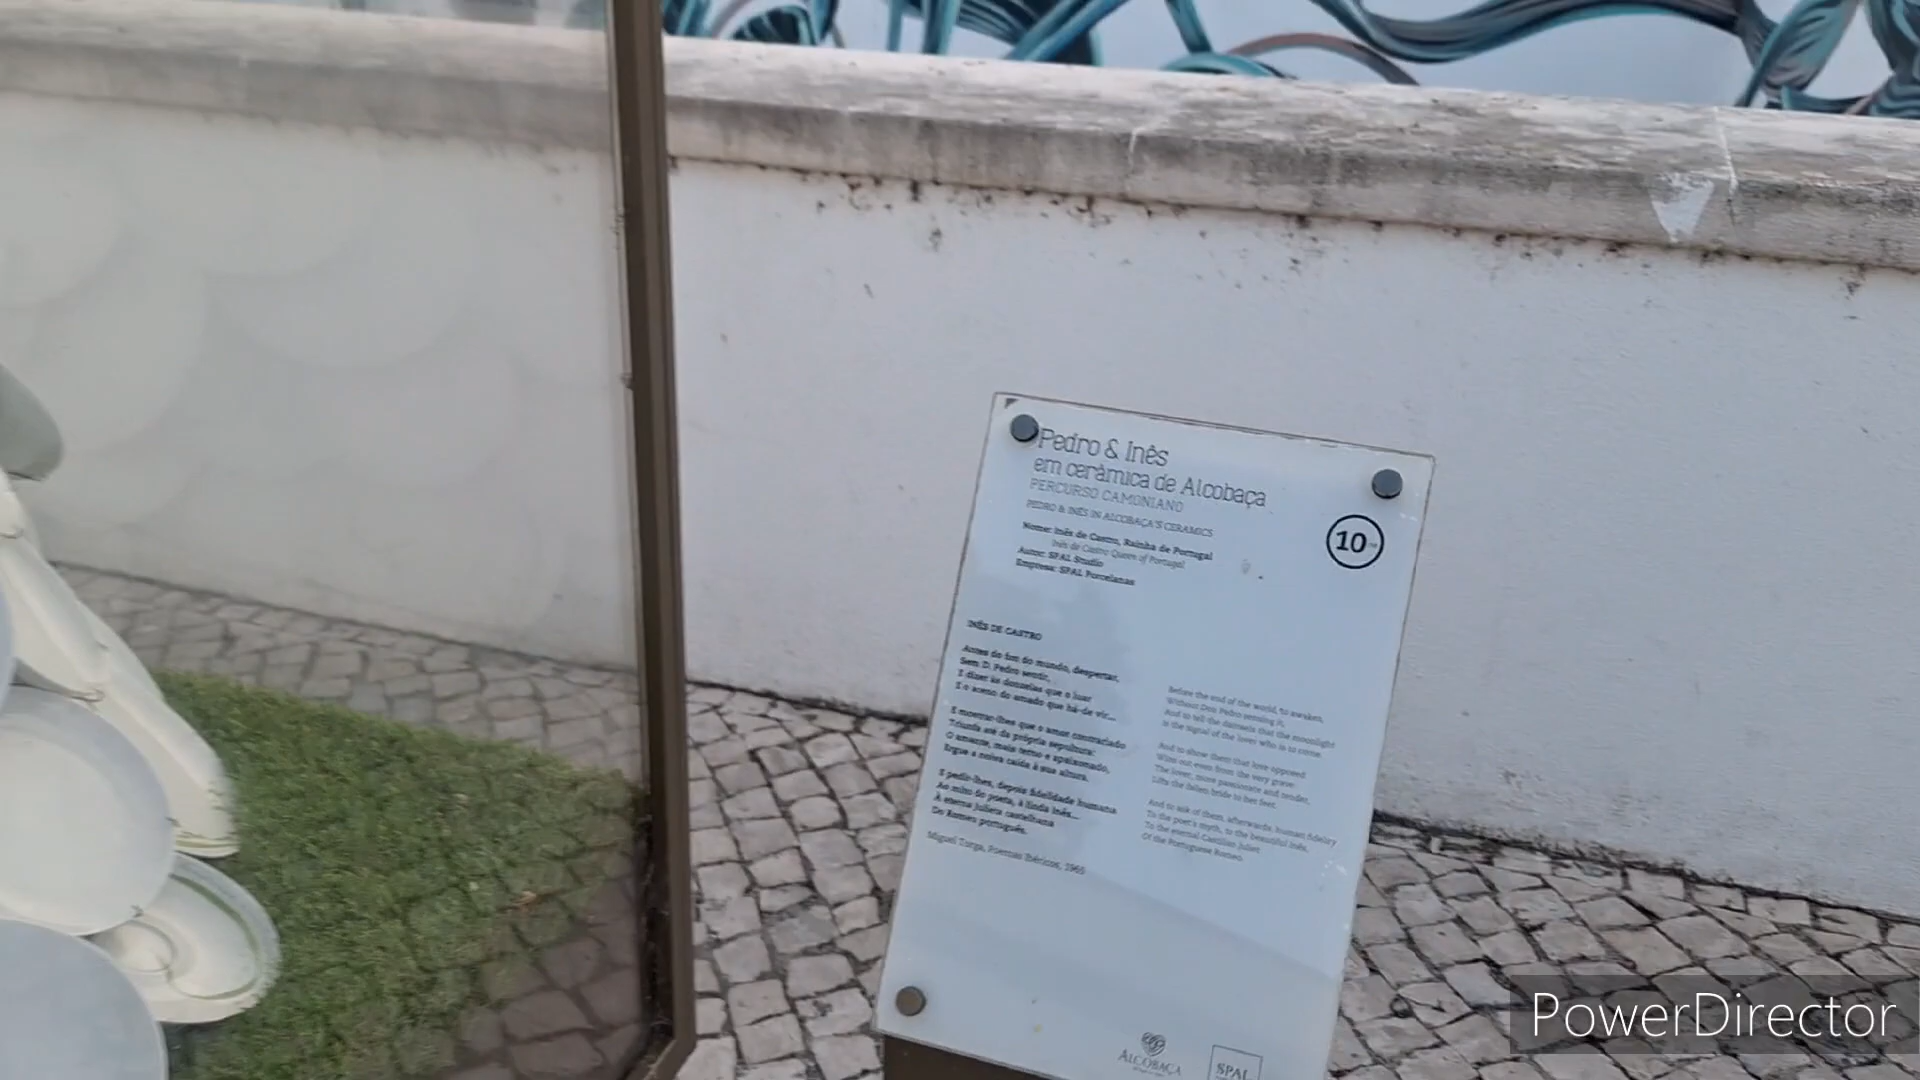 Pedro & Inês
em cerâmica de Alcobaça
PERCURSO CAMONIANO
PEDRO & INÊS IN ALCOBAÇA'S CERAMICS
10
Nome: Inês de Castro, Rainha de Portugal
Inês de Castro Queen of Portugal
Autor: SPAL Studio
Empresa: SPAL Porcelanas
INÊS DE CASTRO
Antes do fim do mundo, despertar,
Sem D. Pedro sentir,
E dizer às donzelas que o luar
E o aceno do amado que há-de vir...
E mostrar-lhes que o amor contrariado
Triunfa até da própria sepultura:
O amante, mais terno e apaixonado,
Ergue a noiva caída à sua altura.
E pedir-lhes, depois fidelidade humana
Ao mito do poeta, à linda Inês...
À eterna Julieta castelhana
Do Romeu português.
Miguel Torga, Poemas Ibéricos, 1965
Before the end of the world, to awaken,
Without Don Pedro sensing it,
And to tell the damsels that the moonlight
Is the signal of the lover who is to come.
And to show them that love opposed
Wins out even from the very grave:
The lover, more passionate and tender,
Lifts the fallen bride to her feet.
And to ask of them, afterwards, human fidelity
To the poet's myth, to the beautiful Inês,
To the eternal Castilian Juliet
Of the Portuguese Romeo.
ALCOBAÇA
SPAL
PowerDirector